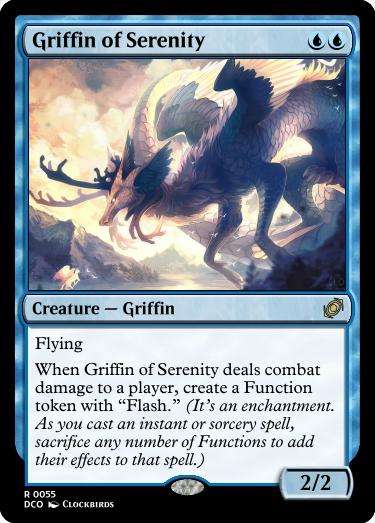 Griffin of Serenity
Creature — Griffin
Flying
When Griffin of Serenity deals combat
damage to a player, create a Function
token with “Flash.” (It’s an enchantment.
As you cast an instant or sorcery spell,
sacrifice any number of Functions to add
their effects to that spell.)
2/2
R 0055
DCO CLOCKBIRDS